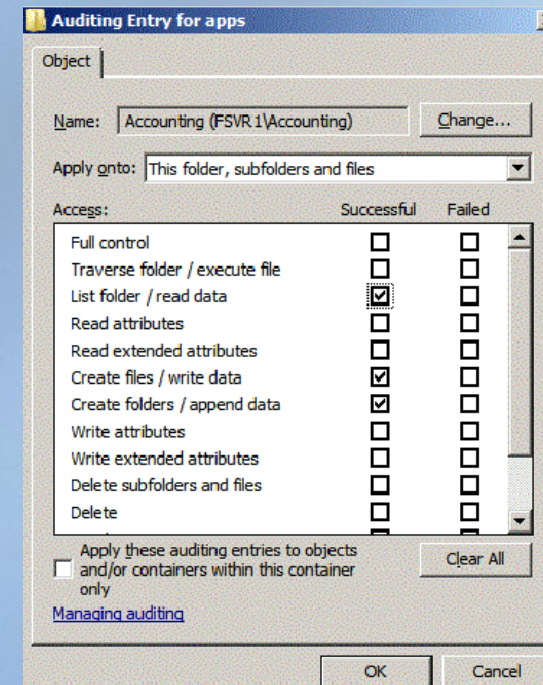 Auditing Entry for apps
Object
Name: Accounting (FSVR1\Accounting) Change...
Apply onto: This folder, subfolders and files
Access: Successful Failed
Full control
Traverse folder / execute file
List folder / read data
Read attributes
Read extended attributes
Create files / write data
Create folders / append data
Write attributes
Write extended attributes
Delete subfolders and files
Delete
Apply these auditing entries to objects
and/or containers within this container
only
Clear All
Managing auditing
OK Cancel